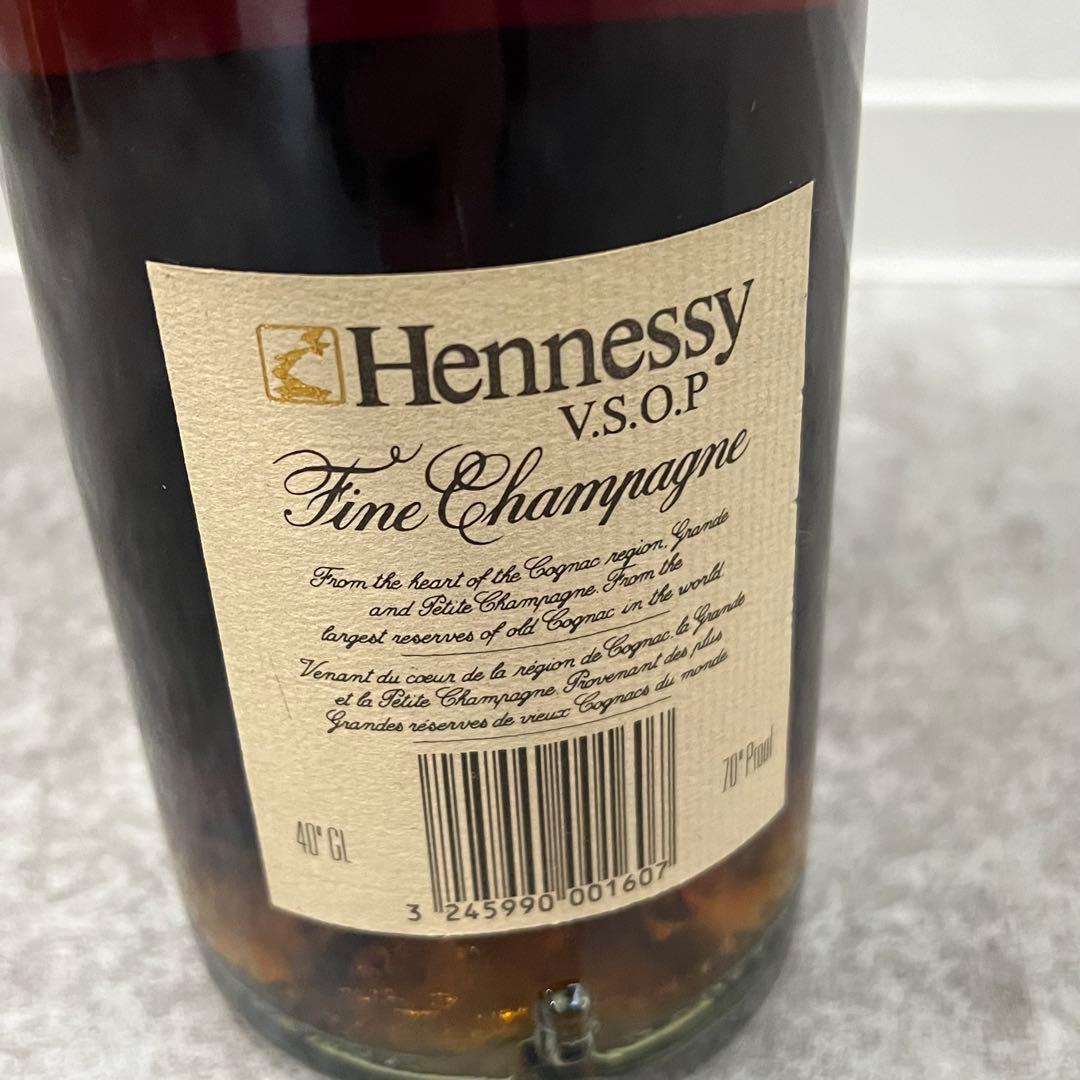 Hennessy
V.S.O.P
Fine Champagne
From the heart of the Cognac region, Grande
and Petite Champagne. From the
largest reserves of old Cognac in the world.
Venant du coeur de la région de Cognac, la Grande
et la Petite Champagne. Provenant des plus
Grandes réserves de vieux Cognacs du monde
40° GL
70° Proof
3 245990 001607